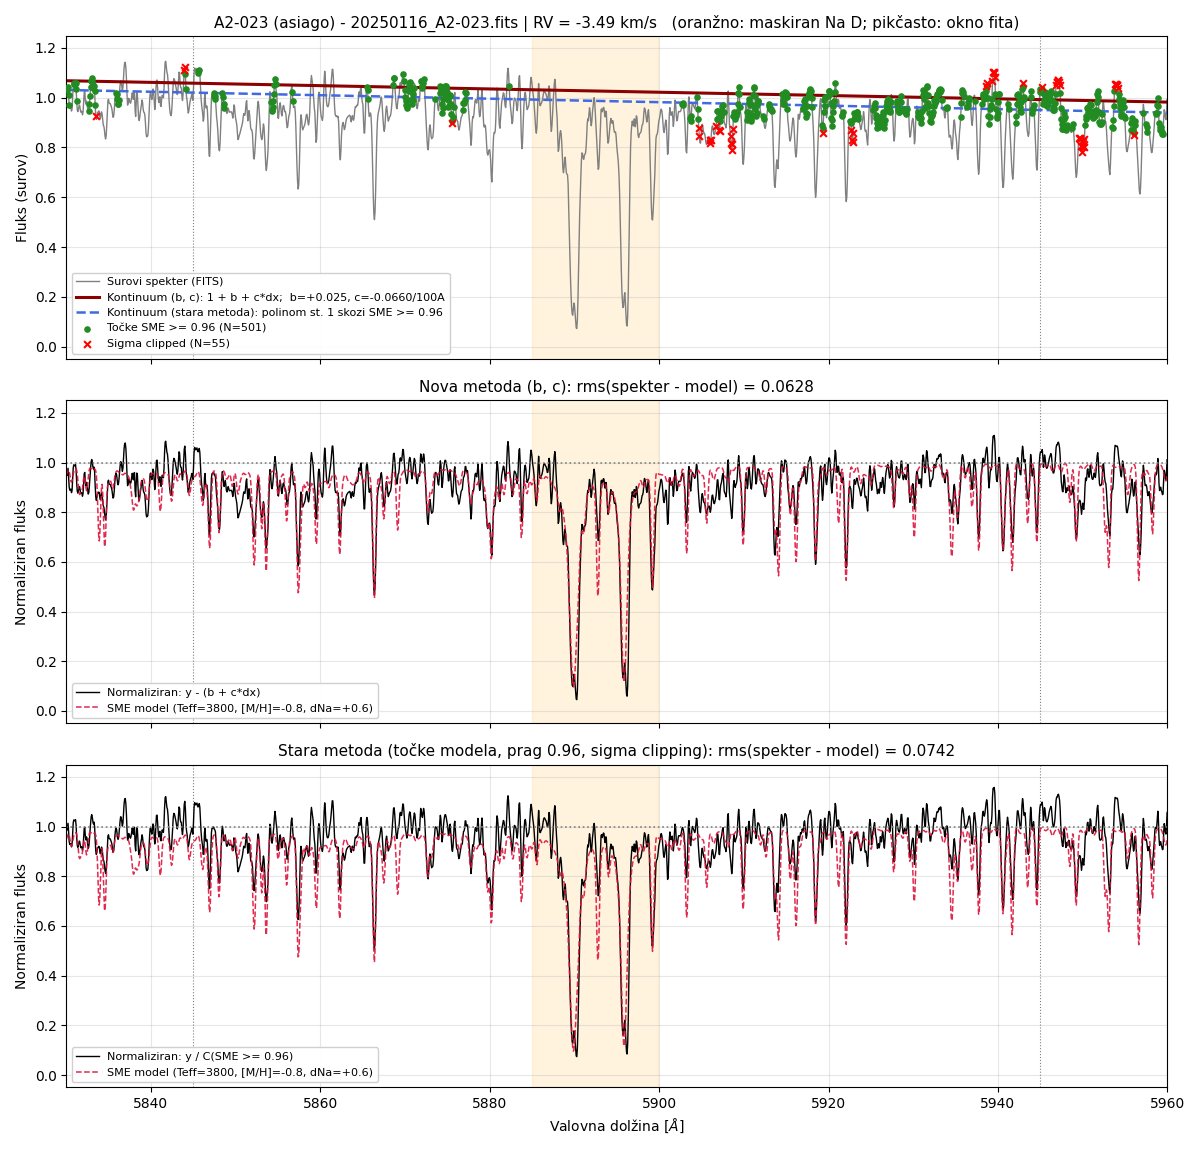 A2-023 (asiago) - 20250116_A2-023.fits | RV = -3.49 km/s   (oranžno: maskiran Na D; pikčasto: okno fita)
1.2
1.0
0.8
0.6
0.4
0.2
0.0
Fluks (surov)
Surovi spekter (FITS)
Kontinuum (b, c): 1 + b + c*dx;  b=+0.025, c=-0.0660/100A
Kontinuum (stara metoda): polinom st. 1 skozi SME >= 0.96
Točke SME >= 0.96 (N=501)
Sigma clipped (N=55)
Nova metoda (b, c): rms(spekter - model) = 0.0628
1.2
1.0
0.8
0.6
0.4
0.2
0.0
Normaliziran fluks
Normaliziran: y - (b + c*dx)
SME model (Teff=3800, [M/H]=-0.8, dNa=+0.6)
Stara metoda (točke modela, prag 0.96, sigma clipping): rms(spekter - model) = 0.0742
1.2
1.0
0.8
0.6
0.4
0.2
0.0
Normaliziran fluks
Normaliziran: y / C(SME >= 0.96)
SME model (Teff=3800, [M/H]=-0.8, dNa=+0.6)
5840 5860 5880 5900 5920 5940 5960
Valovna dolžina [Å]